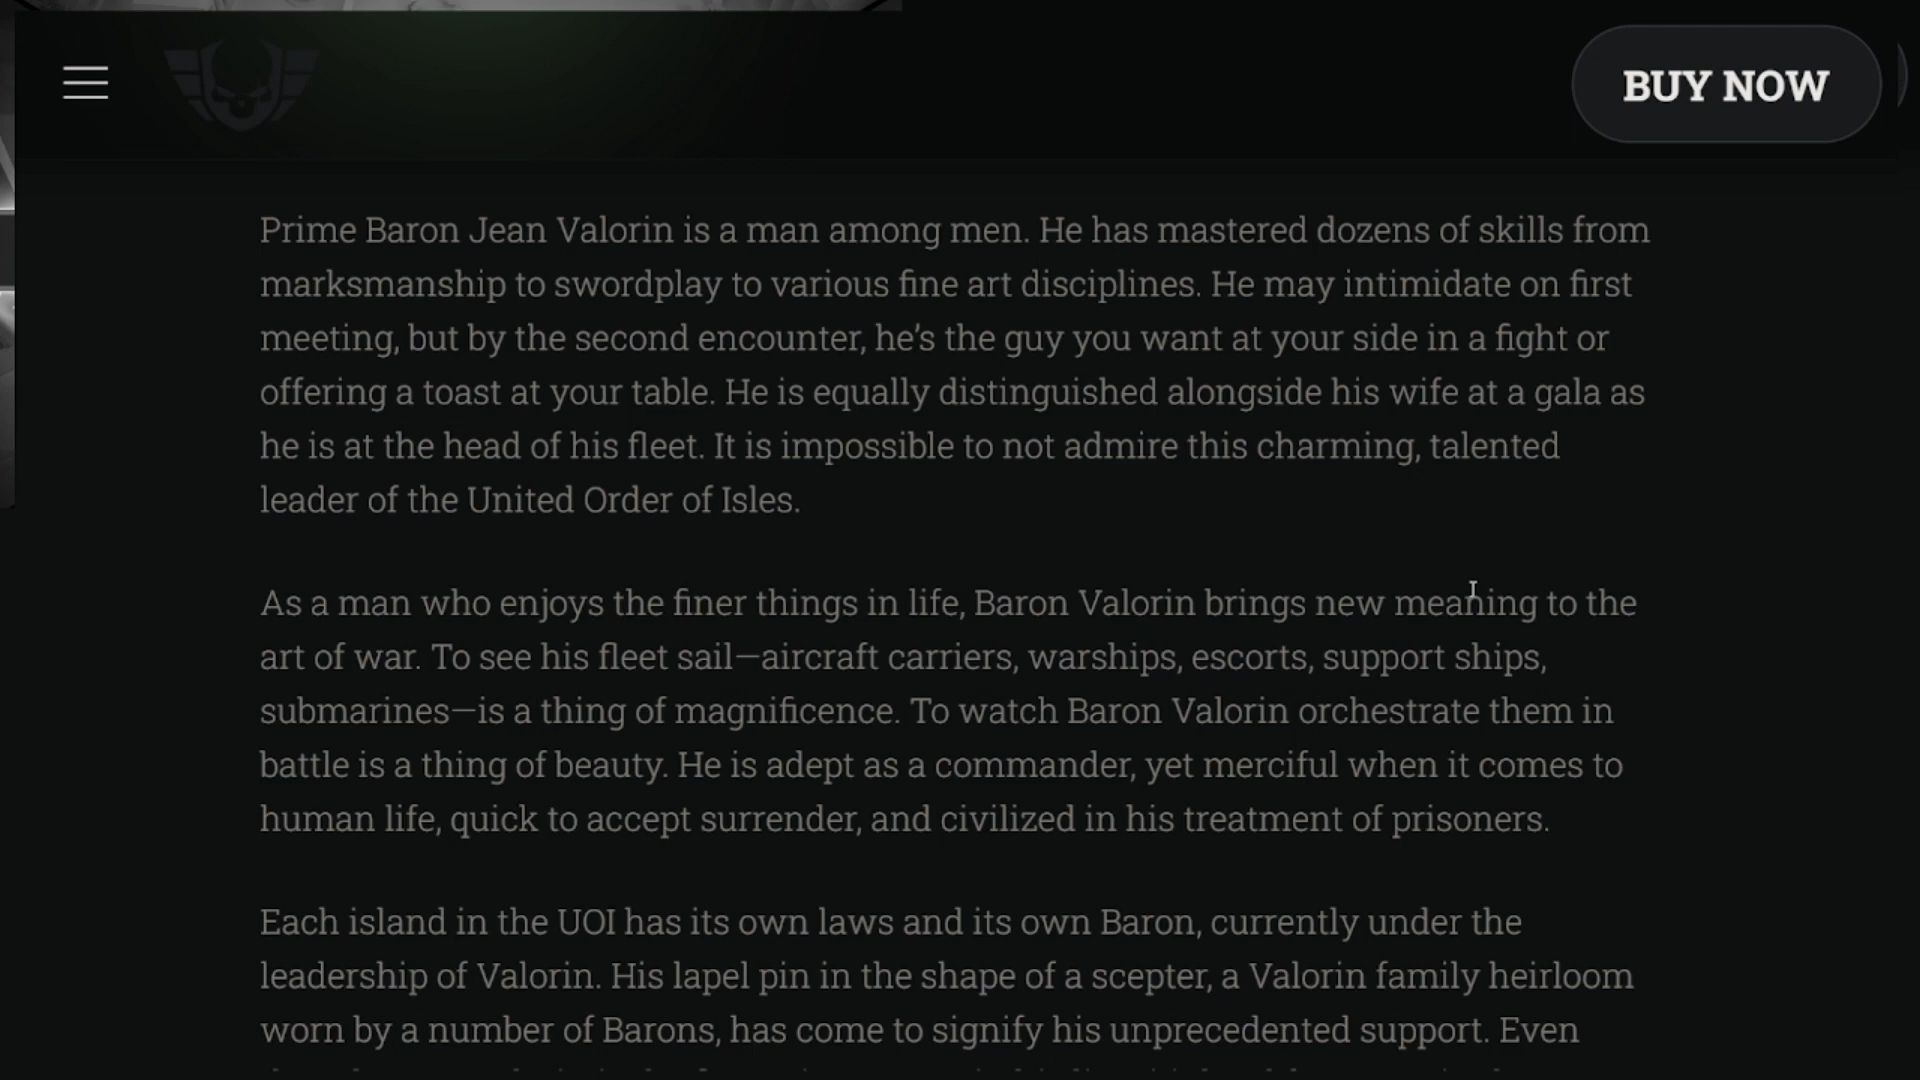 BUY NOW
Prime Baron Jean Valorin is a man among men. He has mastered dozens of skills from
marksmanship to swordplay to various fine art disciplines. He may intimidate on first
meeting, but by the second encounter, he’s the guy you want at your side in a fight or
offering a toast at your table. He is equally distinguished alongside his wife at a gala as
he is at the head of his fleet. It is impossible to not admire this charming, talented
leader of the United Order of Isles.
As a man who enjoys the finer things in life, Baron Valorin brings new meaning to the
art of war. To see his fleet sail—aircraft carriers, warships, escorts, support ships,
submarines—is a thing of magnificence. To watch Baron Valorin orchestrate them in
battle is a thing of beauty. He is adept as a commander, yet merciful when it comes to
human life, quick to accept surrender, and civilized in his treatment of prisoners.
Each island in the UOI has its own laws and its own Baron, currently under the
leadership of Valorin. His lapel pin in the shape of a scepter, a Valorin family heirloom
worn by a number of Barons, has come to signify his unprecedented support. Even